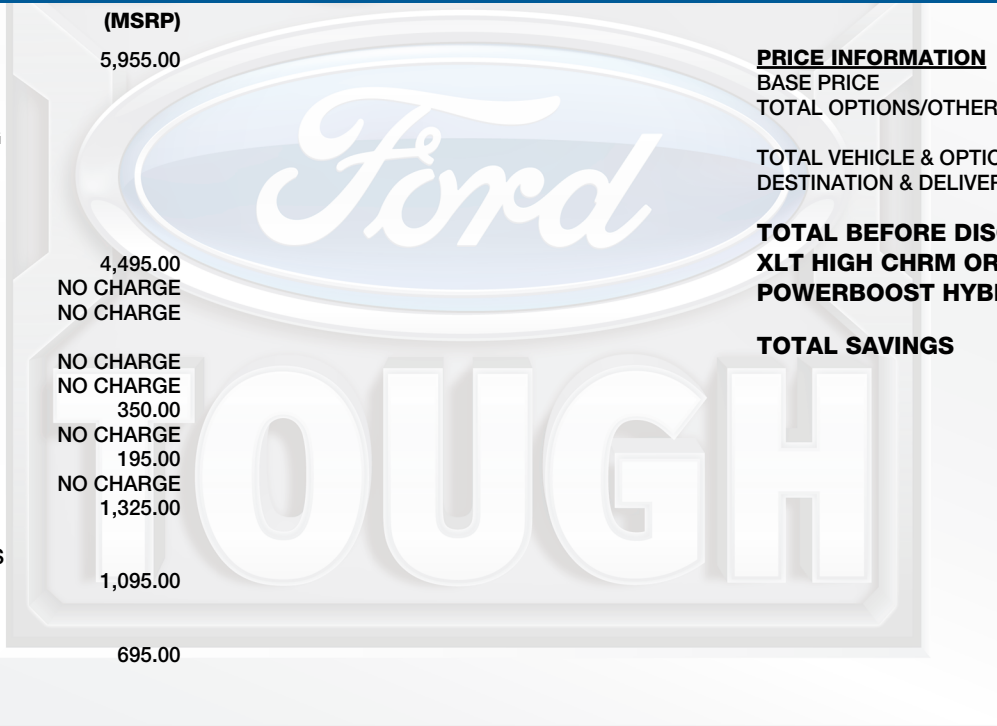 (MSRP)
5,955.00
4,495.00
NO CHARGE
NO CHARGE
NO CHARGE
NO CHARGE
350.00
NO CHARGE
195.00
NO CHARGE
1,325.00
1,095.00
695.00
Ford
TOUGH
PRICE INFORMATION
BASE PRICE
TOTAL OPTIONS/OTHER
TOTAL VEHICLE & OPTIO
DESTINATION & DELIVER
TOTAL BEFORE DIS
XLT HIGH CHRM OR
POWERBOOST HYB
TOTAL SAVINGS